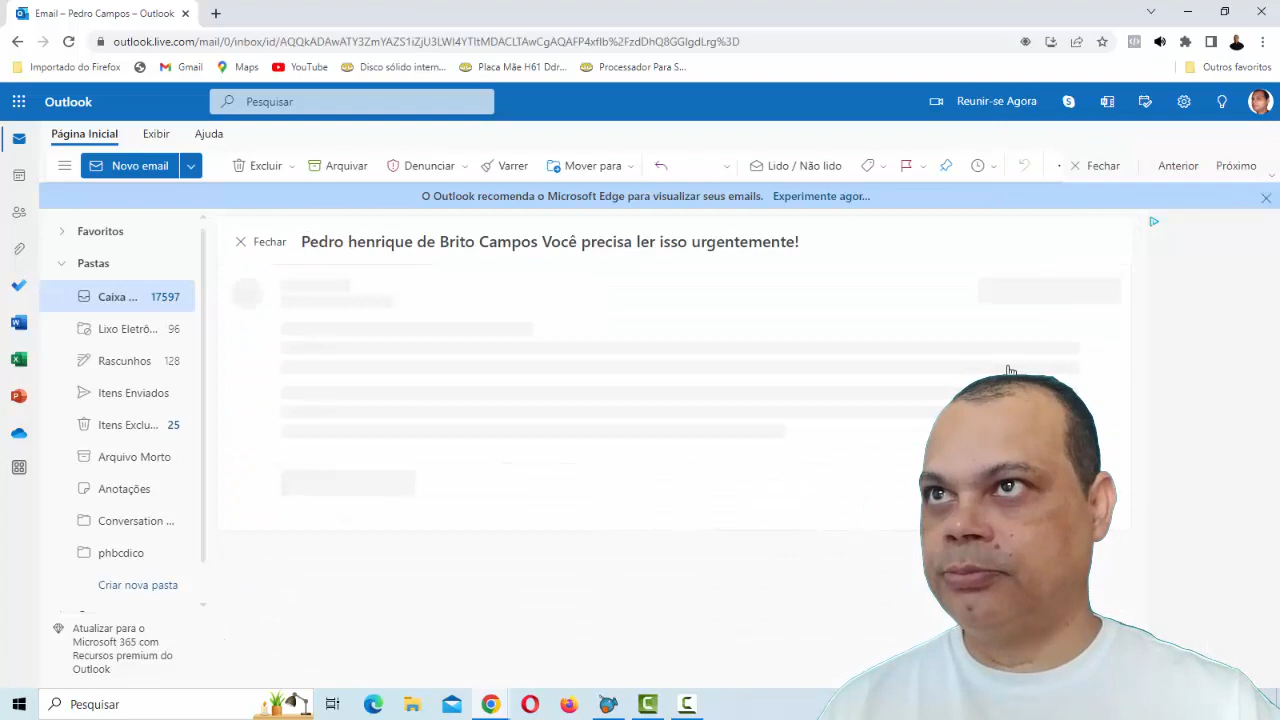 Email – Pedro Campos – Outlook
outlook.live.com/mail/0/inbox/id/AQQkADAwATY3ZmYAZS1iZjU3LWI4YTItMDACLTAwCgAQAFP4xfIb%2FzdDhQ8GGlgdLrg%3D
Importado do Firefox Gmail Maps YouTube Disco sólido intern... Placa Mãe H61 Ddr... Processador Para S... Outros favoritos
Outlook Pesquisar Reunir-se Agora
Página Inicial Exibir Ajuda
Novo email Excluir Arquivar Denunciar Varrer Mover para Lido / Não lido Fechar Anterior Próximo
O Outlook recomenda o Microsoft Edge para visualizar seus emails. Experimente agor...
Favoritos
Fechar Pedro henrique de Brito Campos Você precisa ler isso urgentemente!
Pastas
Caixa ... 17597
Lixo Eletrô... 96
Rascunhos 128
Itens Enviados
Itens Exclu... 25
Arquivo Morto
Anotações
Conversation ...
phbcdico
Criar nova pasta
Atualizar para o
Microsoft 365 com
Recursos premium do
Outlook
Pesquisar